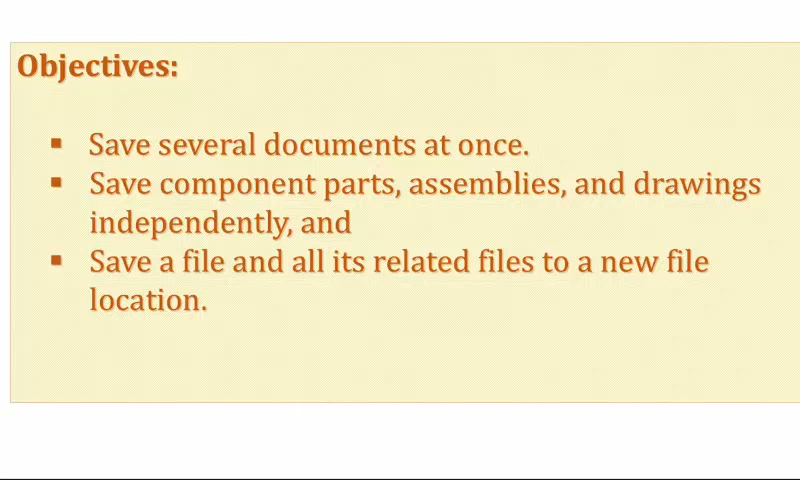 Objectives:
▪ Save several documents at once.
▪ Save component parts, assemblies, and drawings
independently, and
▪ Save a file and all its related files to a new file
location.